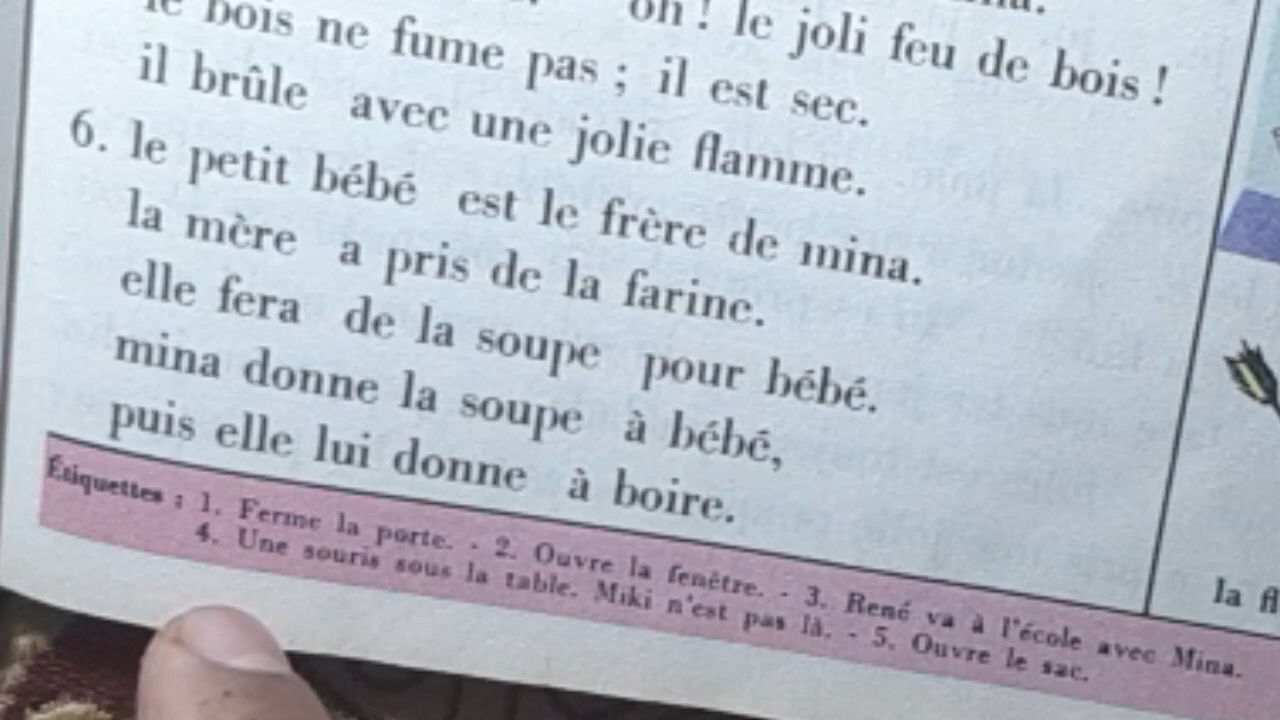 oh ! le joli feu de bois !
le bois ne fume pas ; il est sec.
il brûle avec une jolie flamme.
6. le petit bébé est le frère de mina.
la mère a pris de la farine.
elle fera de la soupe pour bébé.
mina donne la soupe à bébé,
puis elle lui donne à boire.
Étiquettes : 1. Ferme la porte. - 2. Ouvre la fenêtre. - 3. René va à l'école avec Mina.
4. Une souris sous la table. Miki n'est pas là. - 5. Ouvre le sac.
la